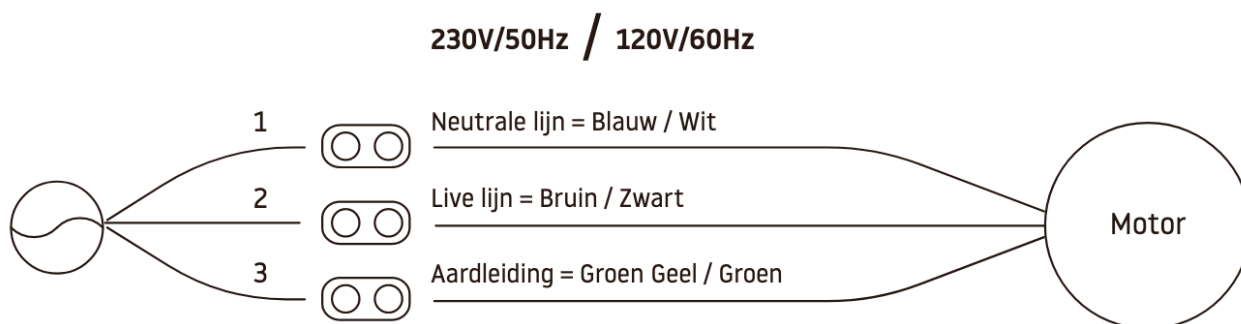 230V/50Hz / 120V/60Hz
1 Neutrale lijn = Blauw / Wit
2 Live lijn = Bruin / Zwart
Motor
3 Aardleiding = Groen Geel / Groen